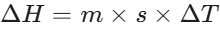 ΔH = m × s × ΔT